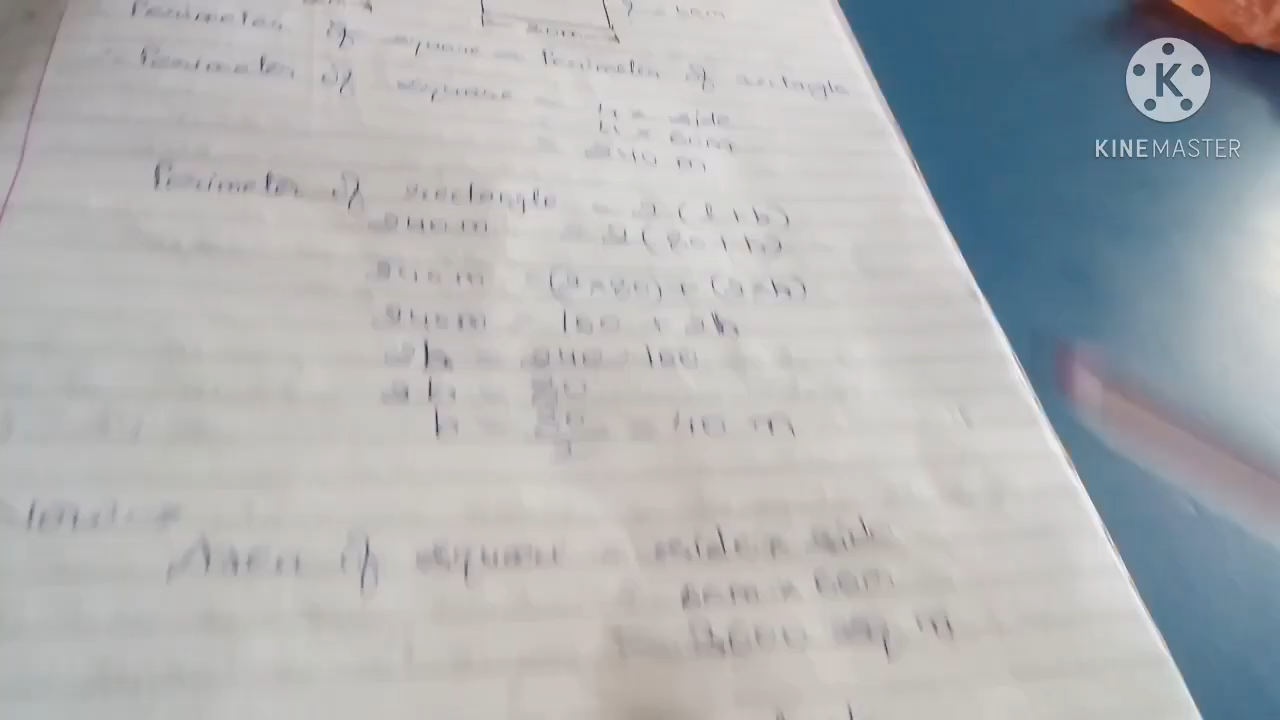 80m
Perimeter of square = Perimeter of rectangle
Perimeter of square = 4 × side
= 4 × 60m
= 240 m
Perimeter of rectangle = 2 (l + b)
240m = 2 (80 + b)
240m = (2×80) + (2×b)
240m = 160 + 2b
2b = 240 - 160
2b = 80
b = 80/2 = 40 m
Area of square = side × side
60m × 60m
= 3600 sq. m
K
KINEMASTER